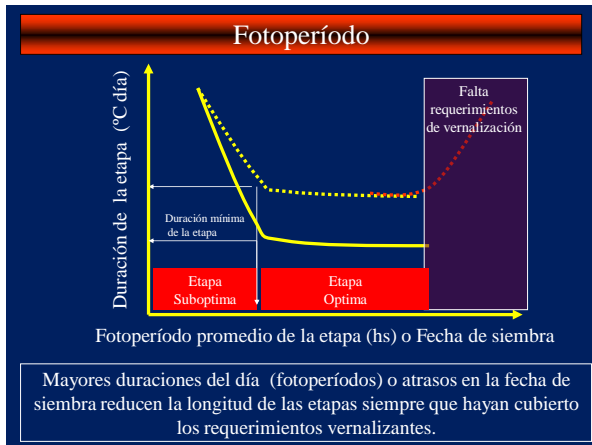 Fotoperíodo
Falta
requerimientos
de vernalización
Duración de la etapa (ºC día)
Duración mínima
de la etapa
Etapa
Suboptima
Etapa
Optima
Fotoperíodo promedio de la etapa (hs) o Fecha de siembra
Mayores duraciones del día (fotoperíodos) o atrasos en la fecha de
siembra reducen la longitud de las etapas siempre que hayan cubierto
los requerimientos vernalizantes.